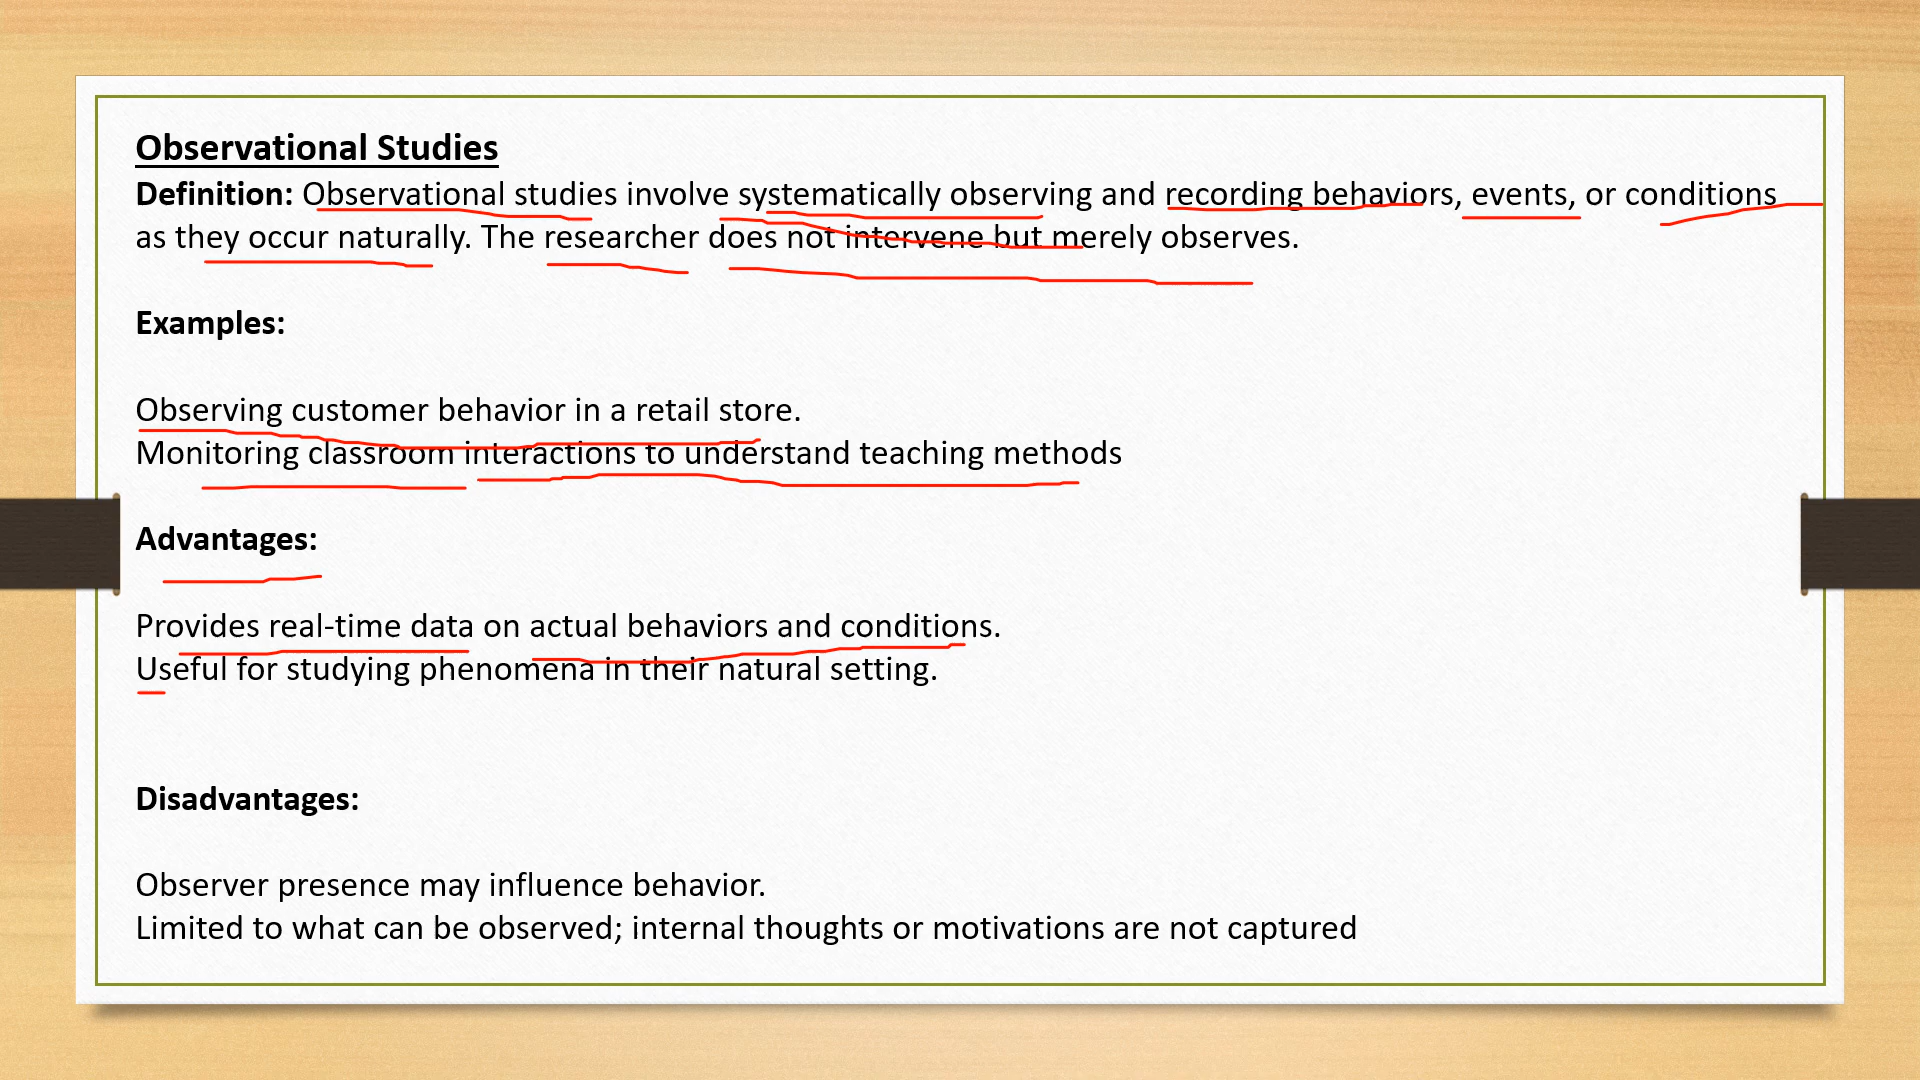 Observational Studies
Definition: Observational studies involve systematically observing and recording behaviors, events, or conditions
as they occur naturally. The researcher does not intervene but merely observes.
Examples:
Observing customer behavior in a retail store.
Monitoring classroom interactions to understand teaching methods
Advantages:
Provides real-time data on actual behaviors and conditions.
Useful for studying phenomena in their natural setting.
Disadvantages:
Observer presence may influence behavior.
Limited to what can be observed; internal thoughts or motivations are not captured